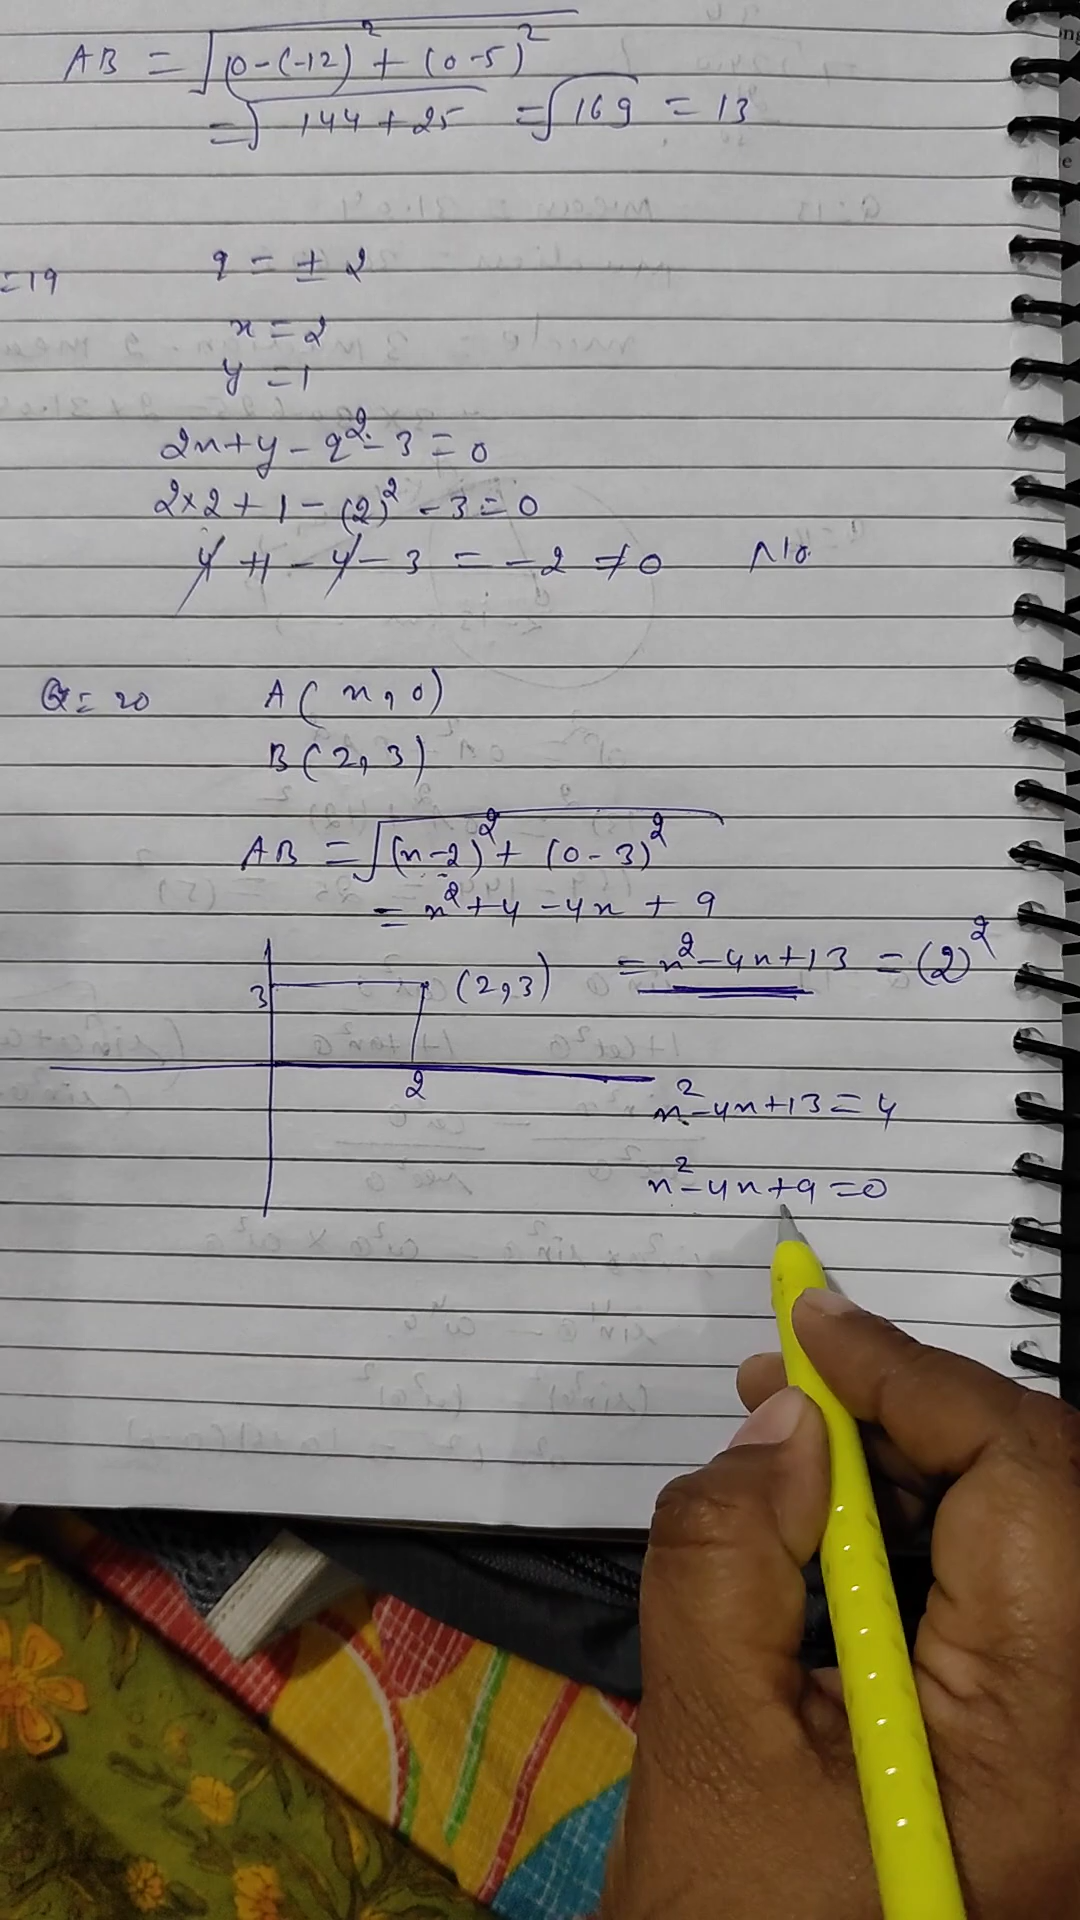 AB = √(0-(-12)² + (0-5)²
= √144+25 = √169 = 13
=19 q = ± 2
x = 2
y = 1
2x+y-q²-3=0
2×2+1-(2)²-3=0
4+1-4-3 = -2 ≠ 0 No
Q= 20 A(x, 0)
B(2, 3)
AB = √(x-2)² + (0-3)²
= x²+4-4x+9
= x²-4x+13 = (2)²
3 (2,3)
2
x²-4x+13=4
x²-4x+9=0